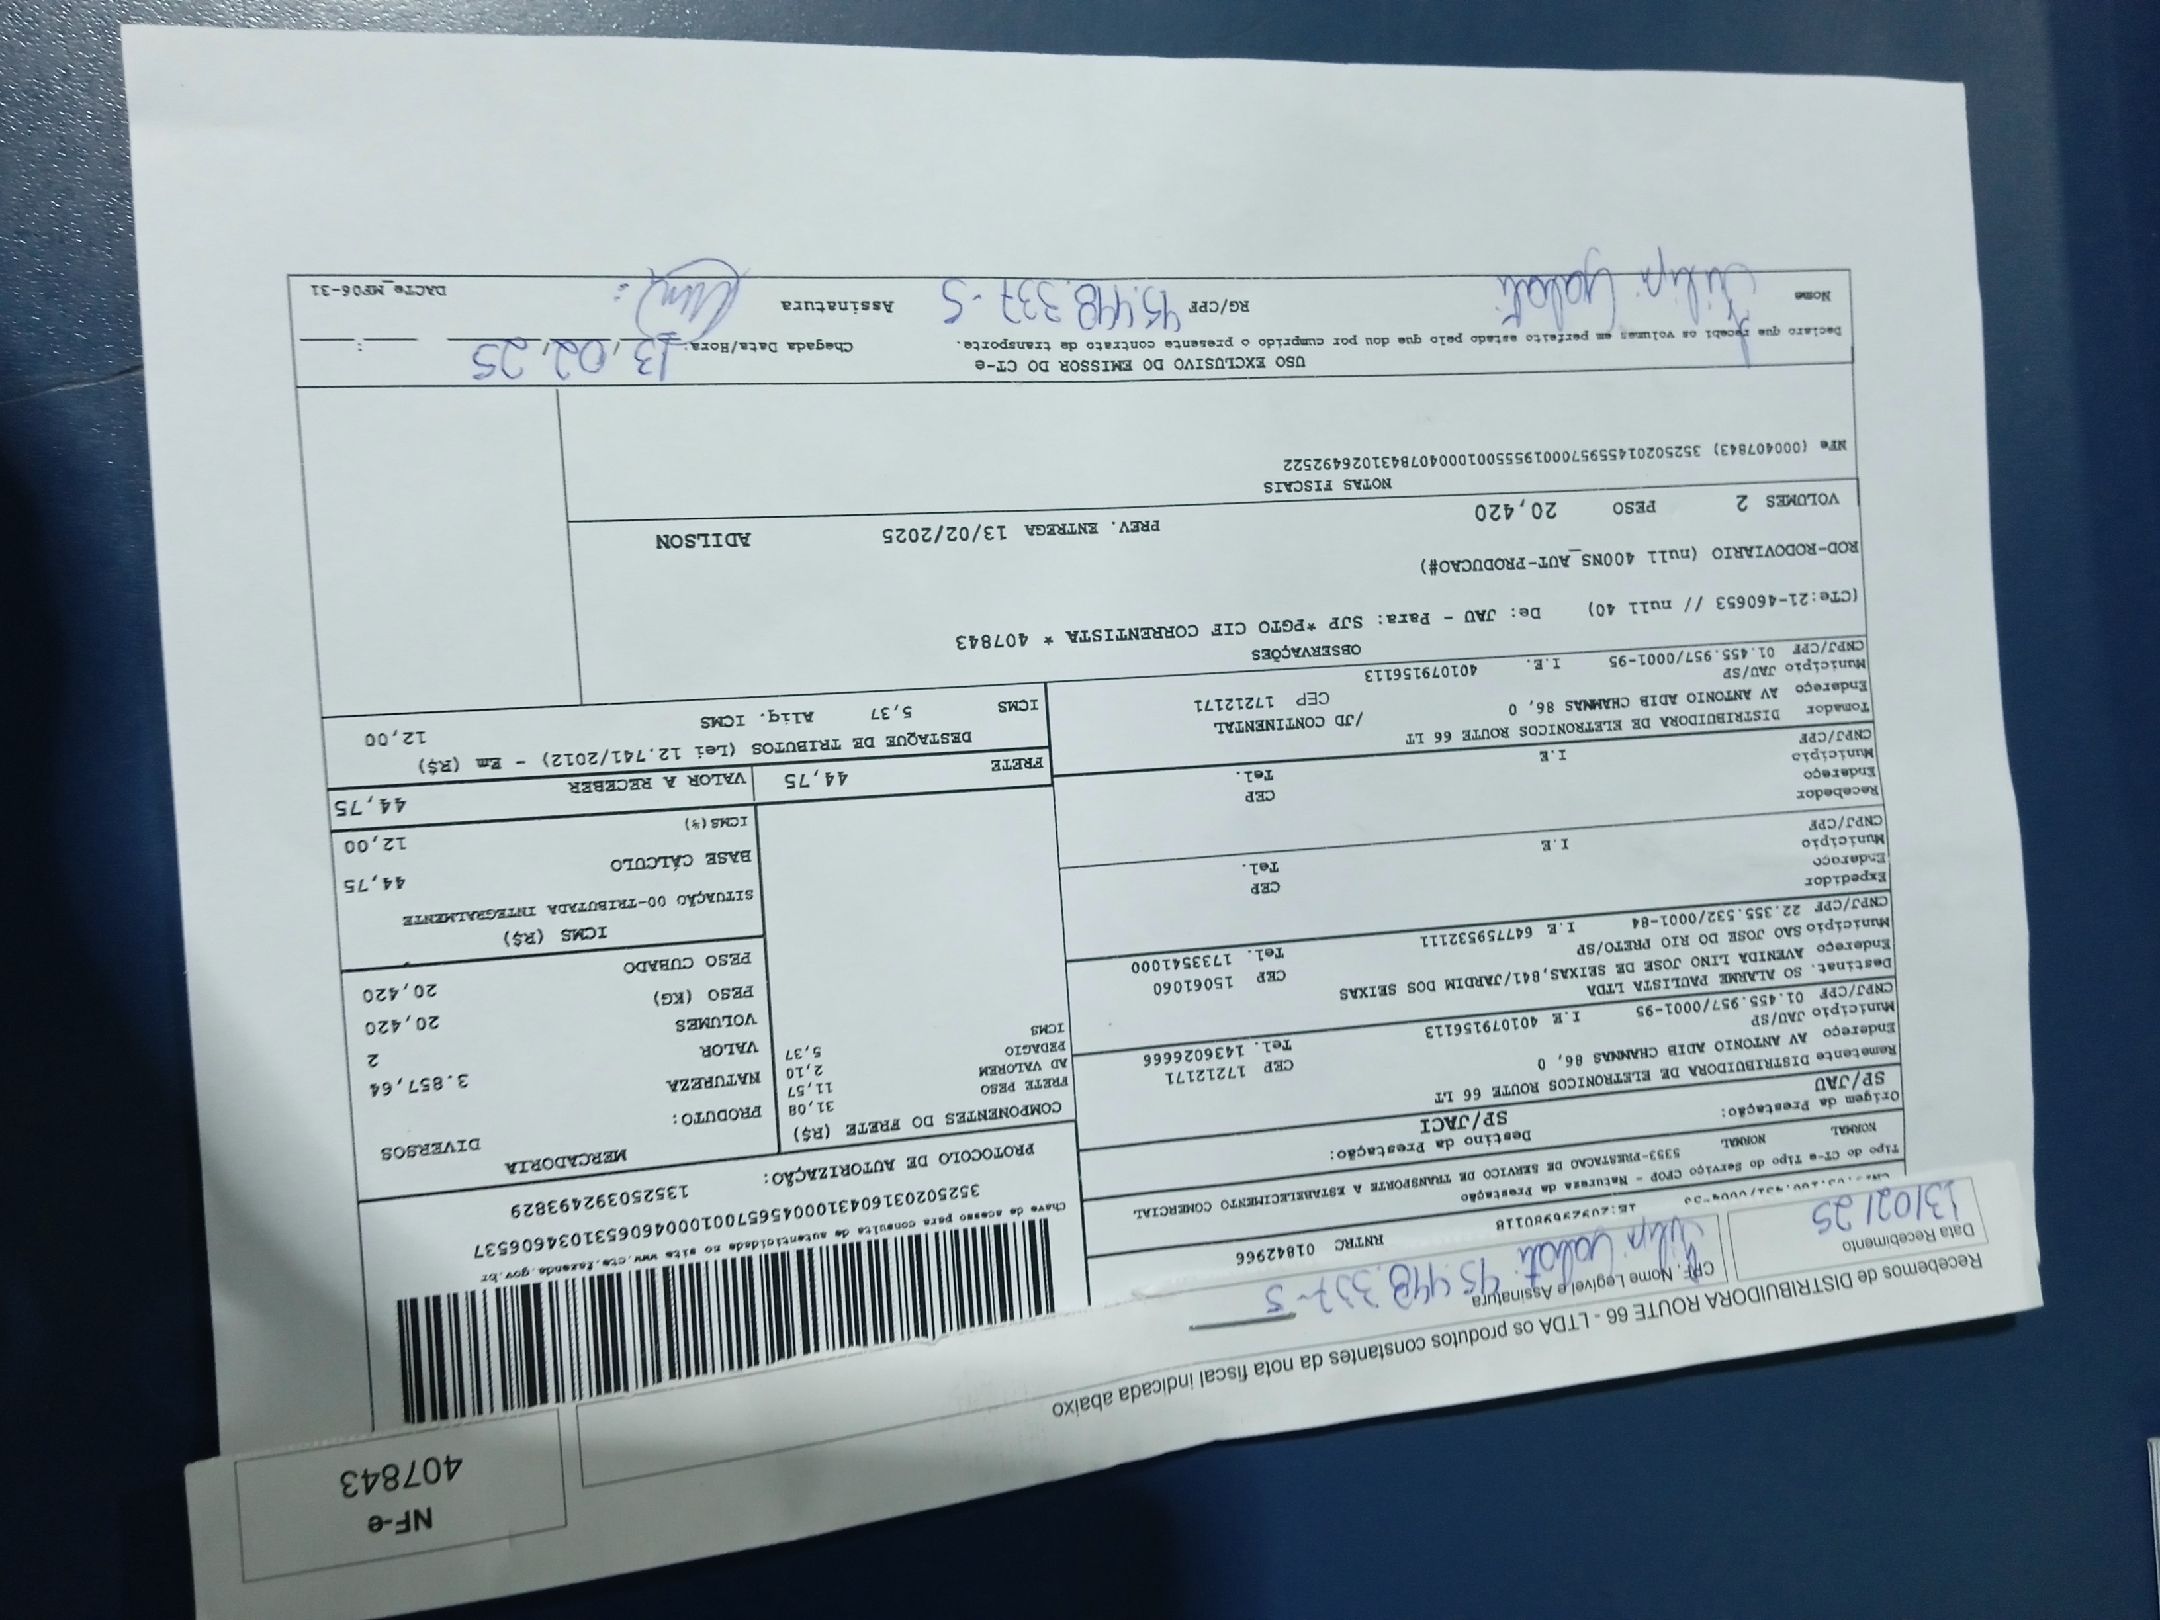 NF-e
407843
Recebemos de DISTRIBUIDORA ROUTE 66 - LTDA os produtos constantes da nota fiscal indicada abaixo
Data Recebimento
13/02/25
CPF, Nome Legível e Assinatura
45.448.337-5
RNTRC 01842966
Tipo do CT-e Tipo do Serviço CFOP - Natureza da Prestação
NORMAL NORMAL 5353-PRESTACAO DE SERVICO DE TRANSPORTE A ESTABELECIMENTO COMERCIAL
Origem da Prestação: Destino da Prestação:
SP/JAU SP/JACI
Chave de acesso para consulta de autenticidade no site www.cte.fazenda.gov.br
PROTOCOLO DE AUTORIZAÇÃO: 135250392493829
Remetente DISTRIBUIDORA DE ELETRONICOS ROUTE 66 LT
Endereço AV ANTONIO ADIB CHAMMAS 86, 0 CEP 17212171
Município JAU/SP Tel. 1436026666
CNPJ/CPF 01.455.957/0001-95 I.E 401079156113
Destinat. SO ALARME PAULISTA LTDA
Endereço AVENIDA LINO JOSE DE SEIXAS,841/JARDIM DOS SEIXAS CEP 15061060
Município SAO JOSE DO RIO PRETO/SP Tel. 1733541000
CNPJ/CPF 22.355.532/0001-84 I.E 647759532111
Expedidor
Endereço CEP
Município Tel.
CNPJ/CPF I.E
Recebedor
Endereço CEP
Município Tel.
CNPJ/CPF I.E
Tomador DISTRIBUIDORA DE ELETRONICOS ROUTE 66 LT
Endereço AV ANTONIO ADIB CHAMMAS 86, 0 /JD CONTINENTAL
Município JAU/SP CEP 17212171
CNPJ/CPF 01.455.957/0001-95 I.E. 401079156113
COMPONENTES DO FRETE (R$)
FRETE PESO 31,08
AD VALOREM 11,57
PEDAGIO 2,10
ICMS 5,37
MERCADORIA
PRODUTO: DIVERSOS
NATUREZA
VALOR 3.857,64
VOLUMES 2
PESO (KG) 20,420
PESO CUBADO 20,420
ICMS (R$)
SITUAÇÃO 00-TRIBUTADA INTEGRALMENTE
BASE CÁLCULO 44,75
ICMS(%) 12,00
FRETE 44,75 VALOR A RECEBER 44,75
DESTAQUE DE TRIBUTOS (Lei 12.741/2012) - Em (R$)
ICMS 5,37 Aliq. ICMS 12,00
OBSERVAÇÕES
(CTe:21-460653 // null 40) De: JAU - Para: SJP *PGTO CIF CORRENTISTA * 407843
ROD-RODOVIARIO (null 400NS_AUT-PRODUCAO#)
VOLUMES 2 PESO 20,420 PREV. ENTREGA 13/02/2025 ADILSON
NOTAS FISCAIS
NFe (000407843) 35250201455957000195550010004078431026492522
USO EXCLUSIVO DO EMISSOR DO CT-e
Declaro que recebi os volumes em perfeito estado pelo que dou por cumprido o presente contrato de transporte. Chegada Data/Hora: 13/02/25 :
Nome RG/CPF 45.448.337-5 Assinatura
DACTe_MP06-31